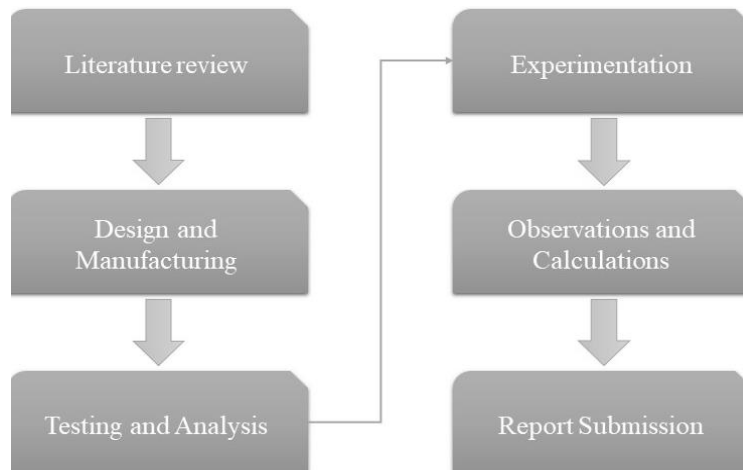 Literature review
Design and
Manufacturing
Testing and Analysis
Experimentation
Observations and
Calculations
Report Submission